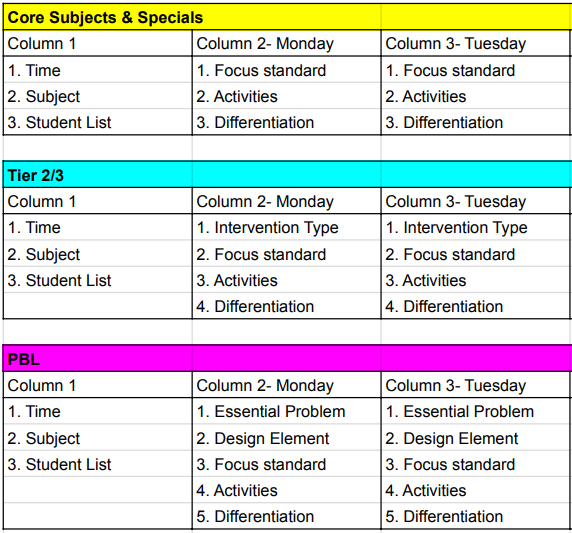 Core Subjects & Specials
Column 1 Column 2- Monday Column 3- Tuesday
1. Time 1. Focus standard 1. Focus standard
2. Subject 2. Activities 2. Activities
3. Student List 3. Differentiation 3. Differentiation
Tier 2/3
Column 1 Column 2- Monday Column 3- Tuesday
1. Time 1. Intervention Type 1. Intervention Type
2. Subject 2. Focus standard 2. Focus standard
3. Student List 3. Activities 3. Activities
4. Differentiation 4. Differentiation
PBL
Column 1 Column 2- Monday Column 3- Tuesday
1. Time 1. Essential Problem 1. Essential Problem
2. Subject 2. Design Element 2. Design Element
3. Student List 3. Focus standard 3. Focus standard
4. Activities 4. Activities
5. Differentiation 5. Differentiation